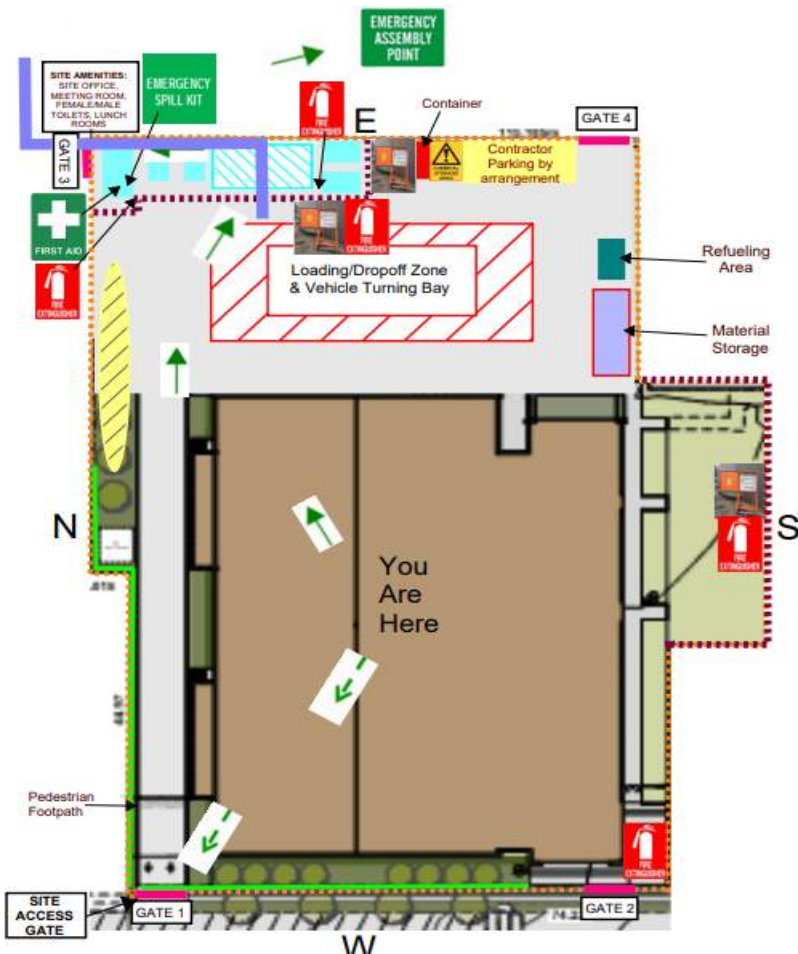 EMERGENCY
ASSEMBLY
POINT
SITE AMENITIES:
SITE OFFICE,
MEETING ROOM,
FEMALE/MALE
TOILETS, LUNCH
ROOMS
EMERGENCY
SPILL KIT
FIRE
EXTINGUISHER
E
Container
GATE 4
GATE 3
Contractor
Parking by
arrangement
FIRST AID
FIRE
EXTINGUISHER
FIRE
EXTINGUISHER
Loading/Dropoff Zone
& Vehicle Turning Bay
Refueling
Area
Material
Storage
N
S
FIRE
EXTINGUISHER
You
Are
Here
44.97
Pedestrian
Footpath
FIRE
EXTINGUISHER
SITE
ACCESS
GATE
GATE 1
GATE 2
W